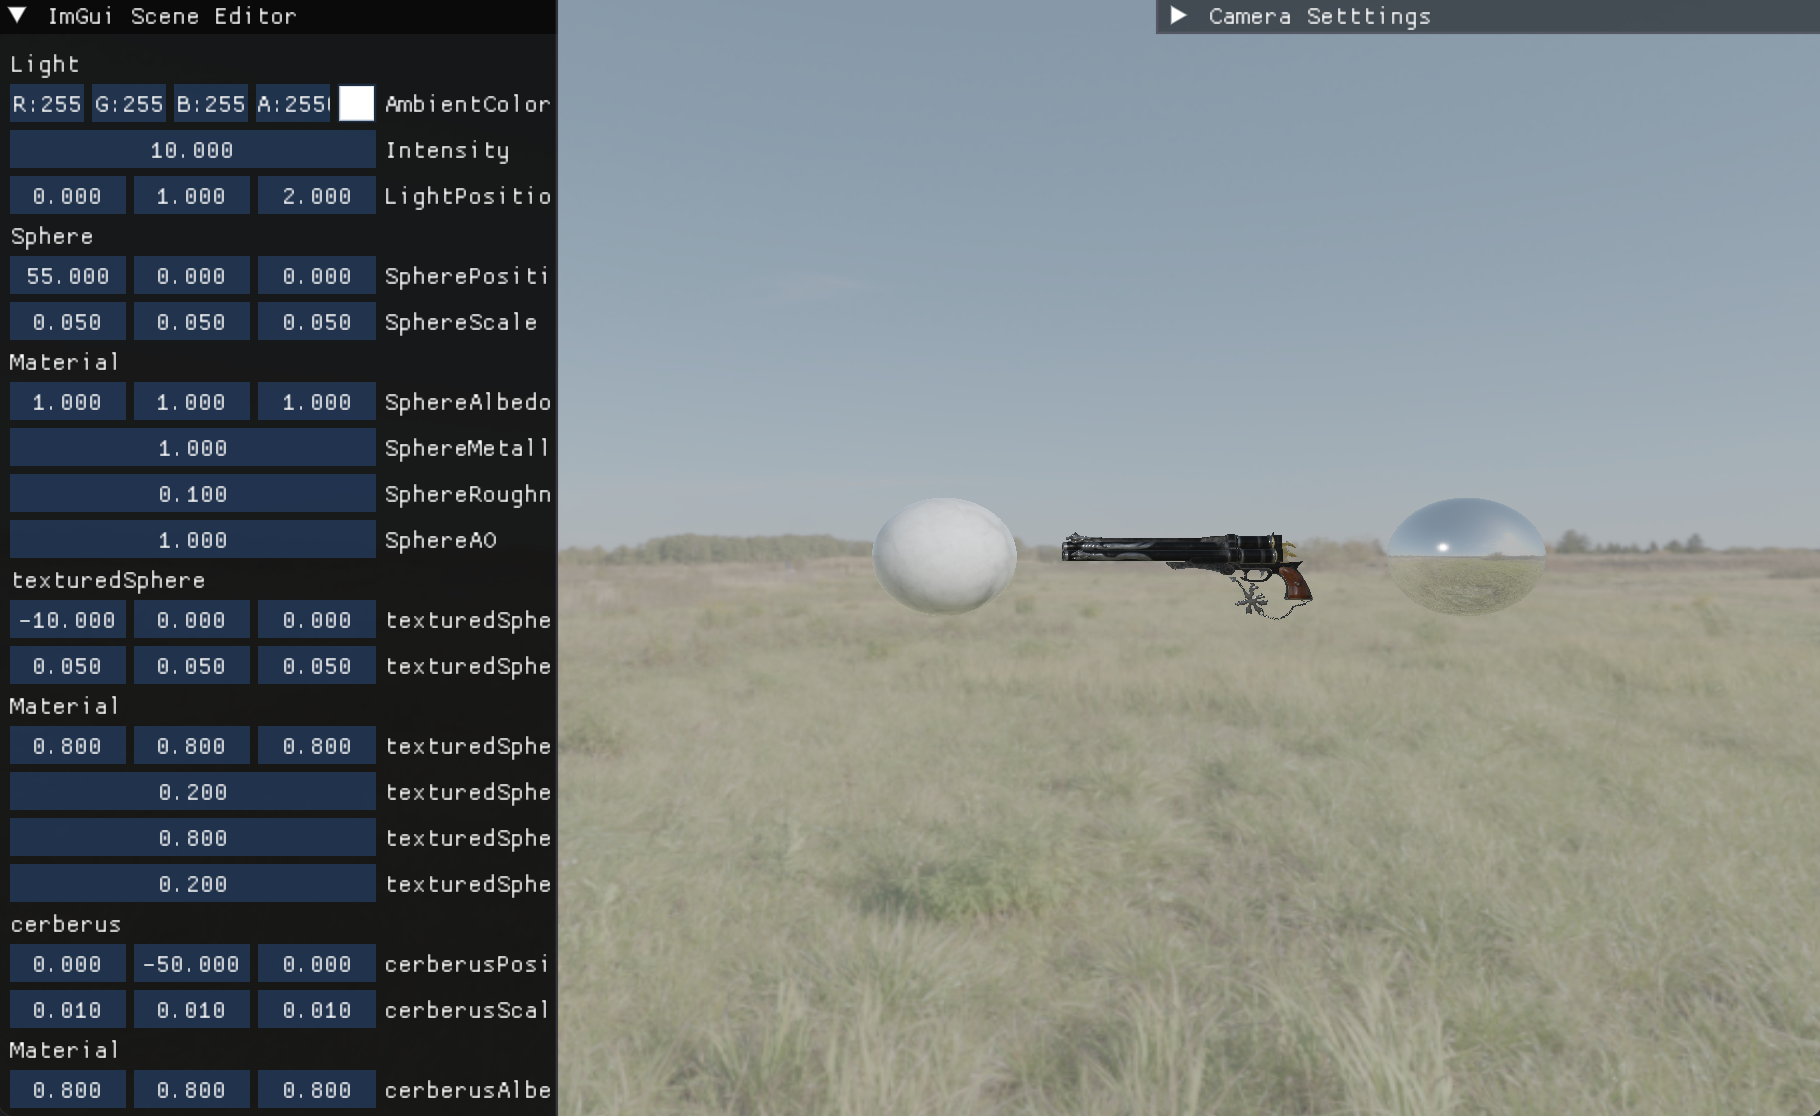 ImGui Scene Editor
Camera Setttings
Light
R:255 G:255 B:255 A:255 AmbientColor
10.000 Intensity
0.000 1.000 2.000 LightPositio
Sphere
55.000 0.000 0.000 SpherePositi
0.050 0.050 0.050 SphereScale
Material
1.000 1.000 1.000 SphereAlbedo
1.000 SphereMetall
0.100 SphereRoughn
1.000 SphereAO
texturedSphere
-10.000 0.000 0.000 texturedSphe
0.050 0.050 0.050 texturedSphe
Material
0.800 0.800 0.800 texturedSphe
0.200 texturedSphe
0.800 texturedSphe
0.200 texturedSphe
cerberus
0.000 -50.000 0.000 cerberusPosi
0.010 0.010 0.010 cerberusScal
Material
0.800 0.800 0.800 cerberusAlbe